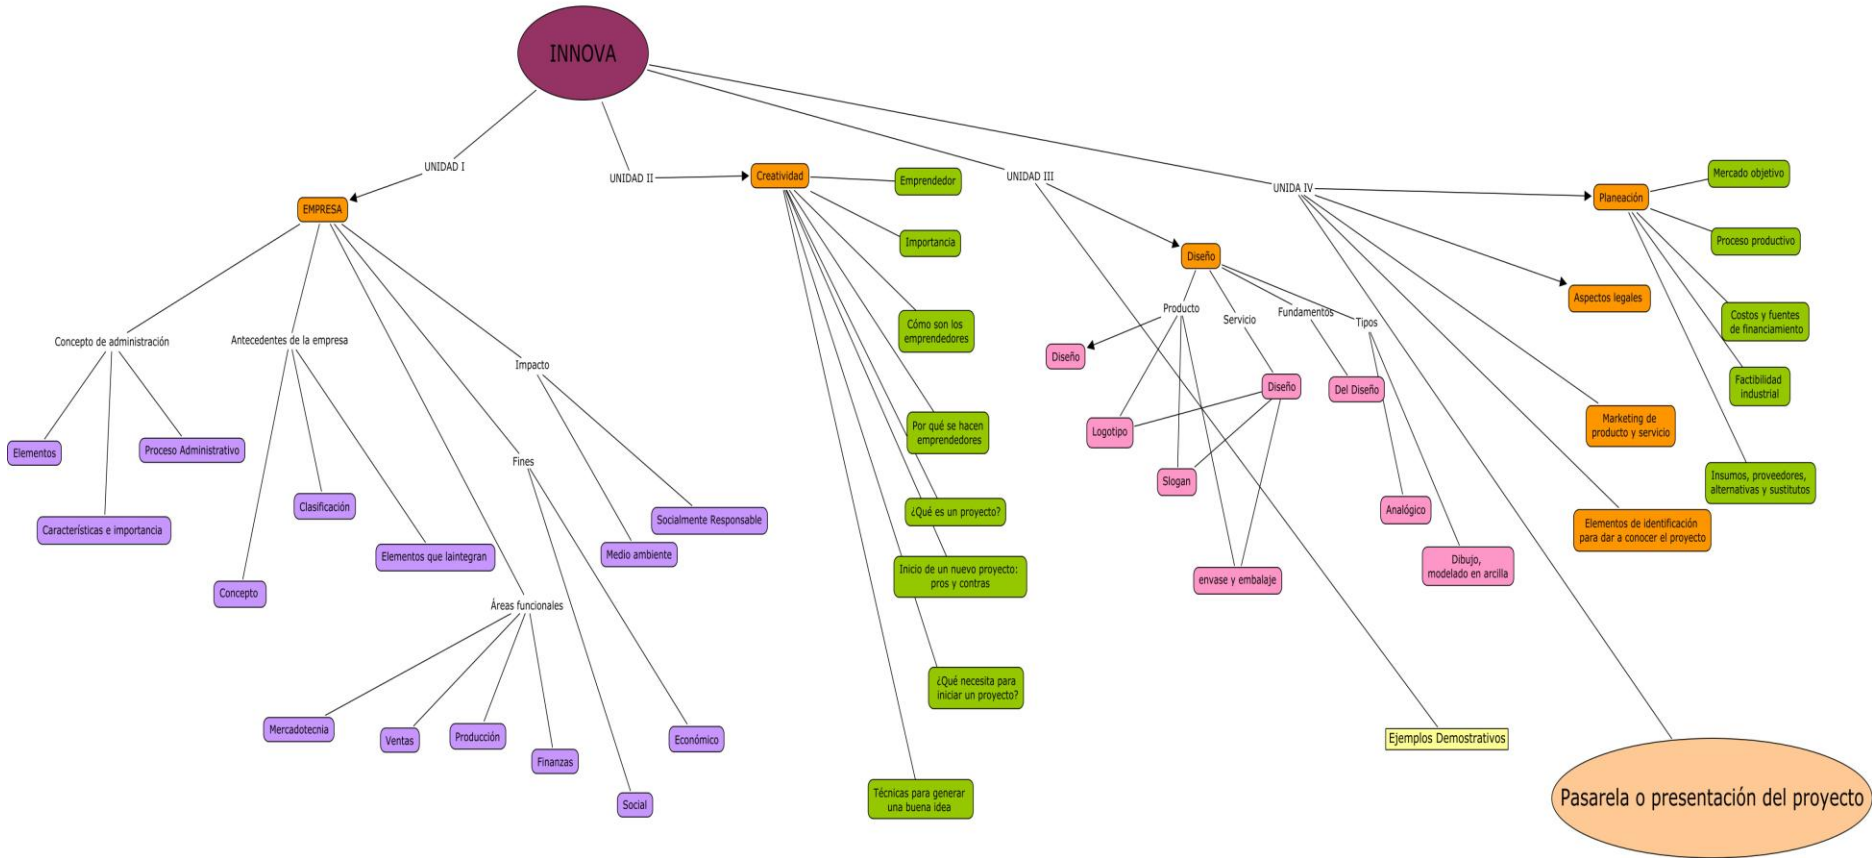 INNOVA
UNIDAD I
EMPRESA
Concepto de administración
Elementos
Características e importancia
Proceso Administrativo
Antecedentes de la empresa
Concepto
Clasificación
Elementos que laintegran
Áreas funcionales
Mercadotecnia
Ventas
Producción
Finanzas
Fines
Social
Económico
Impacto
Medio ambiente
Socialmente Responsable
UNIDAD II
Creatividad
Emprendedor
Importancia
Cómo son los
emprendedores
Por qué se hacen
emprendedores
¿Qué es un proyecto?
Inicio de un nuevo proyecto:
pros y contras
¿Qué necesita para
iniciar un proyecto?
Técnicas para generar
una buena idea
UNIDAD III
Diseño
Producto
Diseño
Logotipo
Slogan
envase y embalaje
Servicio
Diseño
Fundamentos
Del Diseño
Tipos
Analógico
Dibujo,
modelado en arcilla
Ejemplos Demostrativos
UNIDA IV
Planeación
Mercado objetivo
Proceso productivo
Costos y fuentes
de financiamiento
Factibilidad
industrial
Insumos, proveedores,
alternativas y sustitutos
Aspectos legales
Marketing de
producto y servicio
Elementos de identificación
para dar a conocer el proyecto
Pasarela o presentación del proyecto